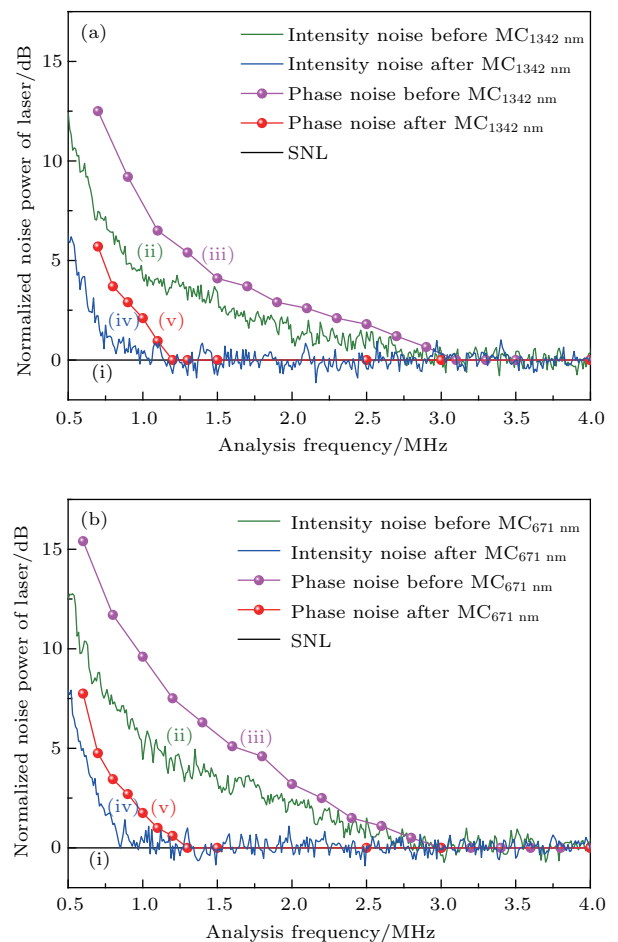 (a)
Intensity noise before MC1342 nm
Intensity noise after MC1342 nm
Phase noise before MC1342 nm
Phase noise after MC1342 nm
SNL
Normalized noise power of laser/dB
15
10
5
0
(ii)
(iii)
(iv)
(v)
(i)
0.5 1.0 1.5 2.0 2.5 3.0 3.5 4.0
Analysis frequency/MHz
(b)
Intensity noise before MC671 nm
Intensity noise after MC671 nm
Phase noise before MC671 nm
Phase noise after MC671 nm
SNL
Normalized noise power of laser/dB
15
10
5
0
(ii)
(iii)
(iv)
(v)
(i)
0.5 1.0 1.5 2.0 2.5 3.0 3.5 4.0
Analysis frequency/MHz